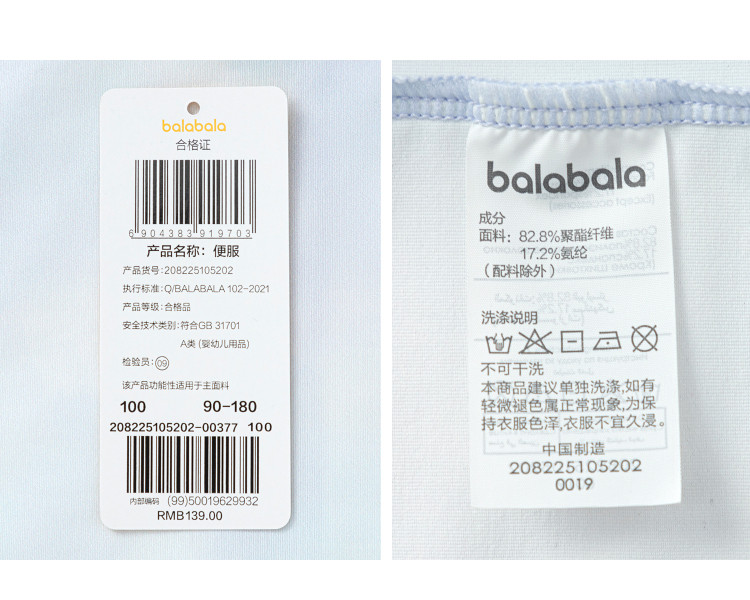 balabala
合格证
6904383919703
产品名称：便服
产品货号：208225105202
执行标准：Q/BALABALA 102-2021
产品等级：合格品
安全技术类别：符合GB 31701
A类 (婴幼儿用品)
检验员：09
该产品功能性适用于主面料
100 90-180
208225105202-00377 100
内部编码 (99)50019629932
RMB139.00
balabala
成分
面料：82.8%聚酯纤维
17.2%氨纶
（配料除外）
洗涤说明
不可干洗
本商品建议单独洗涤,如有
轻微褪色属正常现象,为保
持衣服色泽,衣服不宜久浸。
中国制造
208225105202
0019